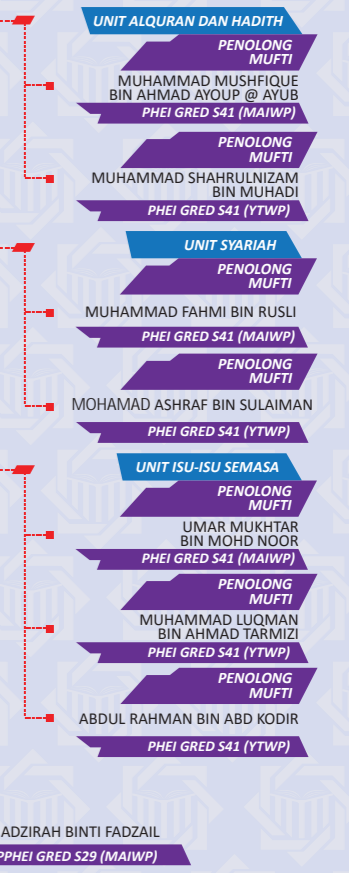 UNIT ALQURAN DAN HADITH
PENOLONG
MUFTI
MUHAMMAD MUSHFIQUE
BIN AHMAD AYOUP @ AYUB
PHEI GRED S41 (MAIWP)
PENOLONG
MUFTI
MUHAMMAD SHAHRULNIZAM
BIN MUHADI
PHEI GRED S41 (YTWP)
UNIT SYARIAH
PENOLONG
MUFTI
MUHAMMAD FAHMI BIN RUSLI
PHEI GRED S41 (MAIWP)
PENOLONG
MUFTI
MOHAMAD ASHRAF BIN SULAIMAN
PHEI GRED S41 (YTWP)
UNIT ISU-ISU SEMASA
PENOLONG
MUFTI
UMAR MUKHTAR
BIN MOHD NOOR
PHEI GRED S41 (MAIWP)
PENOLONG
MUFTI
MUHAMMAD LUQMAN
BIN AHMAD TARMIZI
PHEI GRED S41 (YTWP)
PENOLONG
MUFTI
ABDUL RAHMAN BIN ABD KODIR
PHEI GRED S41 (YTWP)
ADZIRAH BINTI FADZAIL
PPHEI GRED S29 (MAIWP)